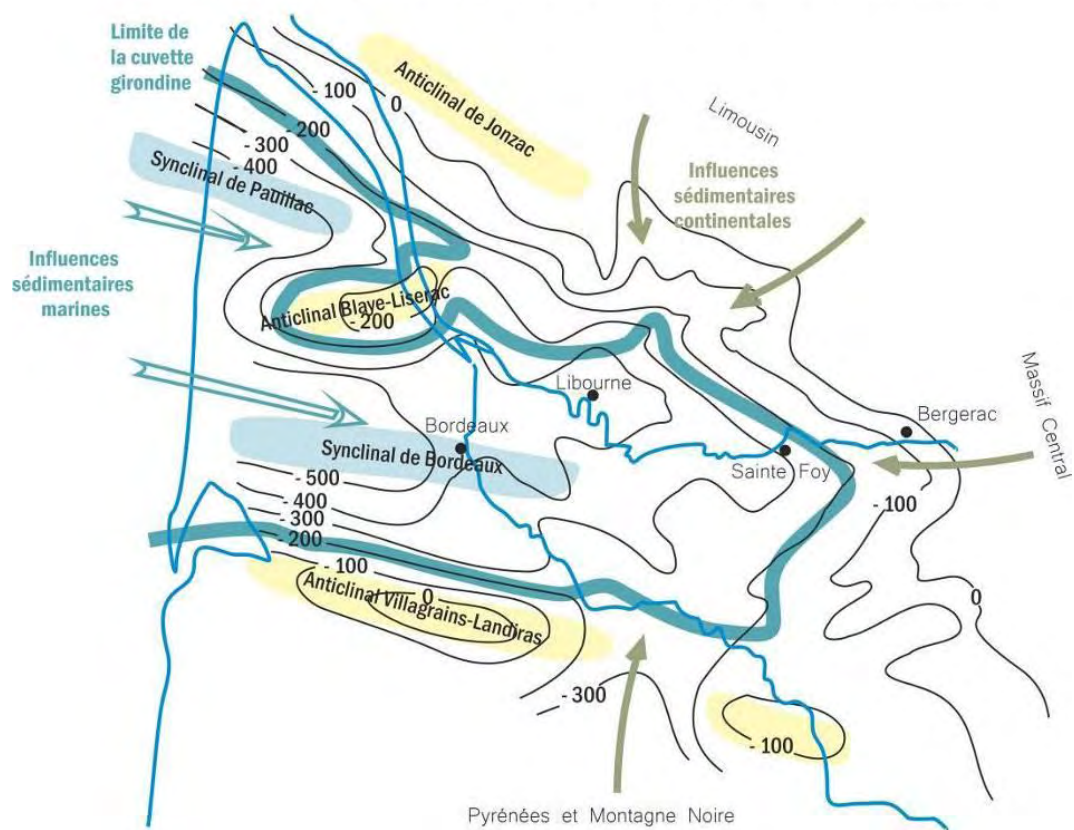 Limite de
la cuvette
girondine
- 100
0
- 200
- 300
- 400
Anticlinal de Jonzac
Limousin
Synclinal de Pauillac
Influences
sédimentaires
continentales
Influences
sédimentaires
marines
Anticlinal Blaye-Liserac
- 200
Massif Central
Libourne
Bergerac
Bordeaux
Synclinal de Bordeaux
Sainte Foy
- 500
- 400
- 300
- 200
- 100
- 100
Anticlinal Villagrains-Landiras
0
0
- 300
- 100
Pyrénées et Montagne Noire